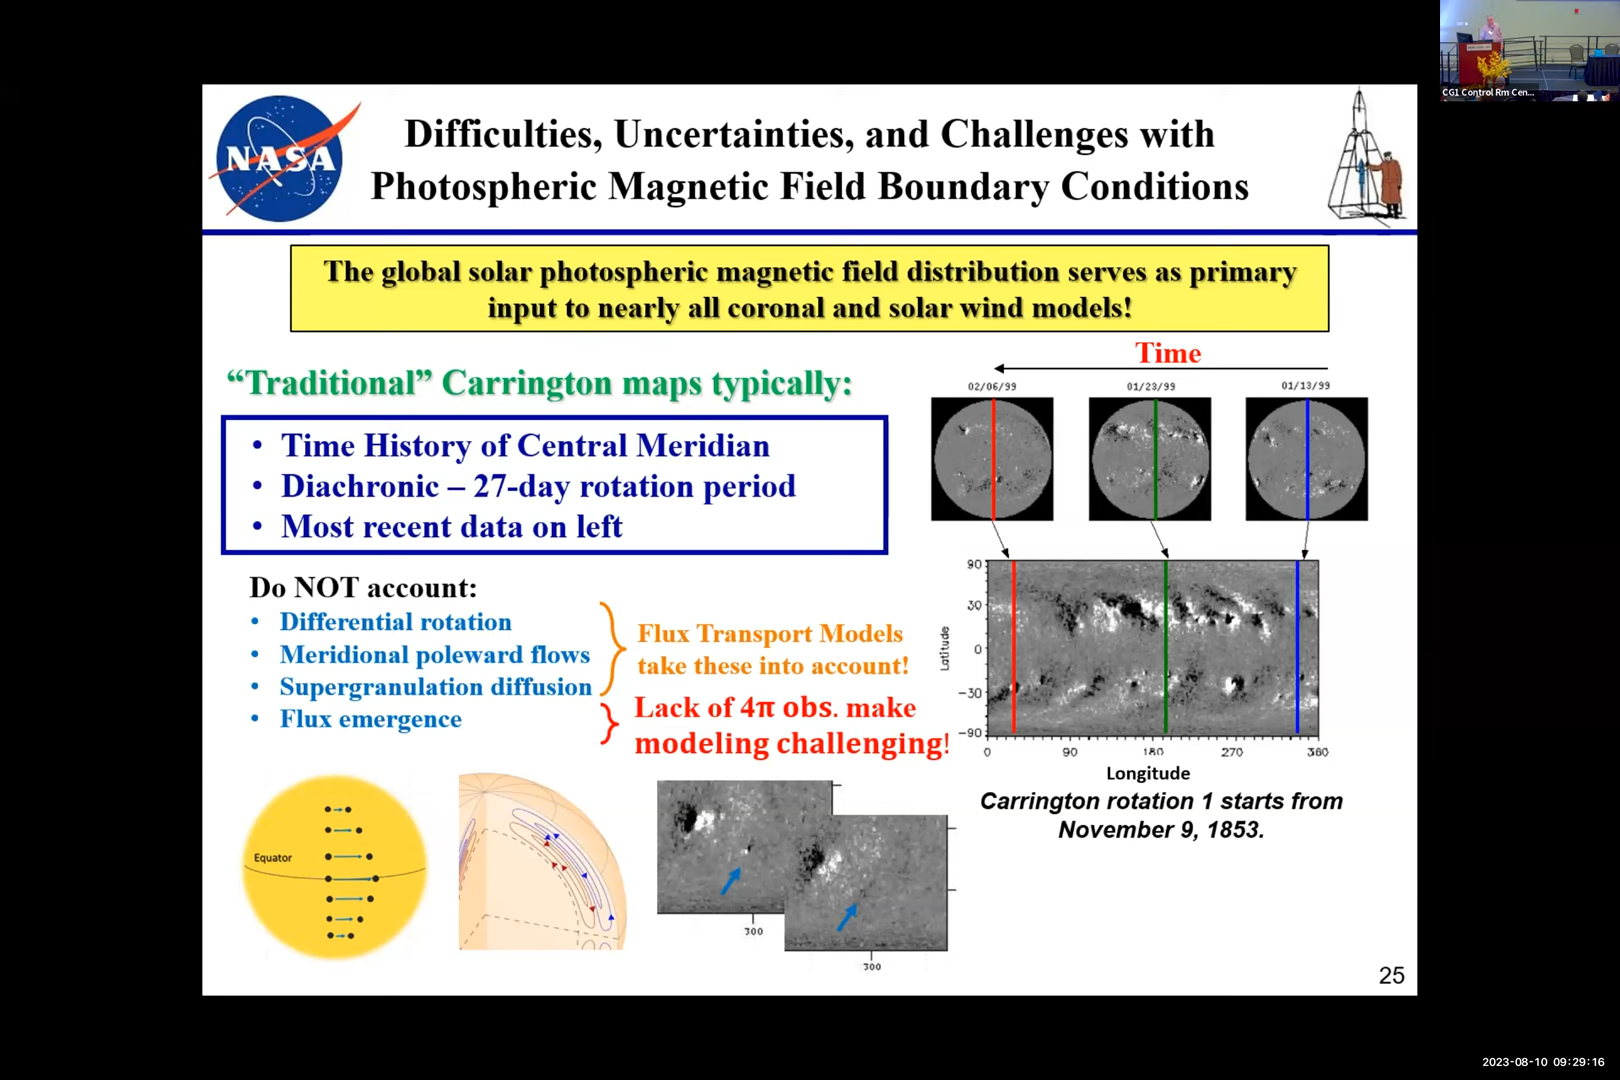 CG1 Control Rm Cen...
NASA
Difficulties, Uncertainties, and Challenges with
Photospheric Magnetic Field Boundary Conditions
The global solar photospheric magnetic field distribution serves as primary
input to nearly all coronal and solar wind models!
“Traditional” Carrington maps typically:
• Time History of Central Meridian
• Diachronic – 27-day rotation period
• Most recent data on left
Do NOT account:
• Differential rotation
• Meridional poleward flows
• Supergranulation diffusion
• Flux emergence
Flux Transport Models
take these into account!
Lack of 4π obs. make
modeling challenging!
Time
02/06/99 01/23/99 01/13/99
90
30
0
-30
-90
Latitude
0 90 180 270 360
Longitude
Carrington rotation 1 starts from
November 9, 1853.
Equator
300
300
25
2023-08-10 09:29:16